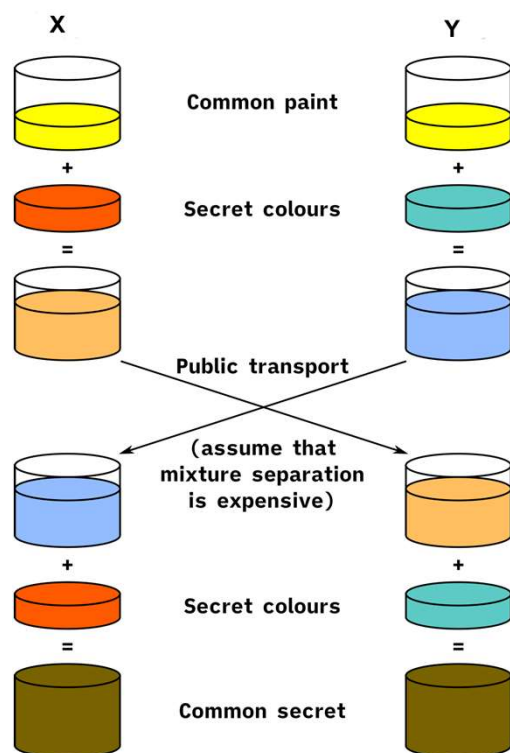 X
Y
Common paint
+
+
Secret colours
=
=
Public transport
(assume that
mixture separation
is expensive)
+
+
Secret colours
=
=
Common secret